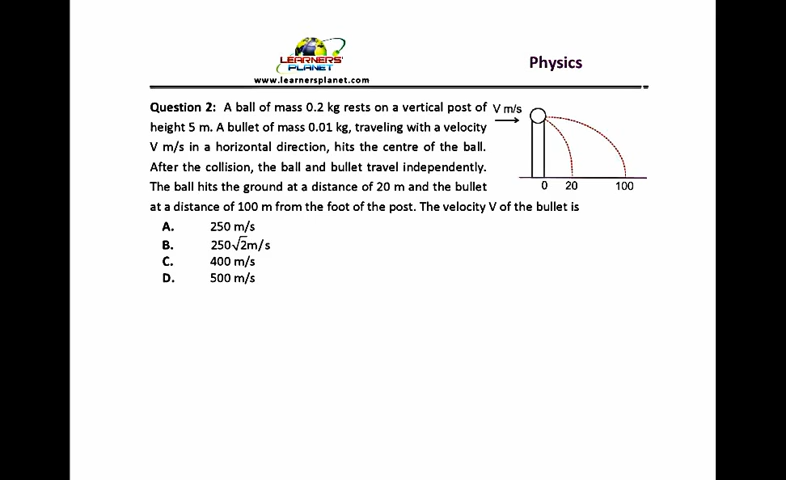 LEARNERS'
PLANET
www.learnersplanet.com
Physics
Question 2: A ball of mass 0.2 kg rests on a vertical post of
height 5 m. A bullet of mass 0.01 kg, traveling with a velocity
V m/s in a horizontal direction, hits the centre of the ball.
After the collision, the ball and bullet travel independently.
The ball hits the ground at a distance of 20 m and the bullet
at a distance of 100 m from the foot of the post. The velocity V of the bullet is
V m/s
0 20 100
A. 250 m/s
B. 250√2m/s
C. 400 m/s
D. 500 m/s